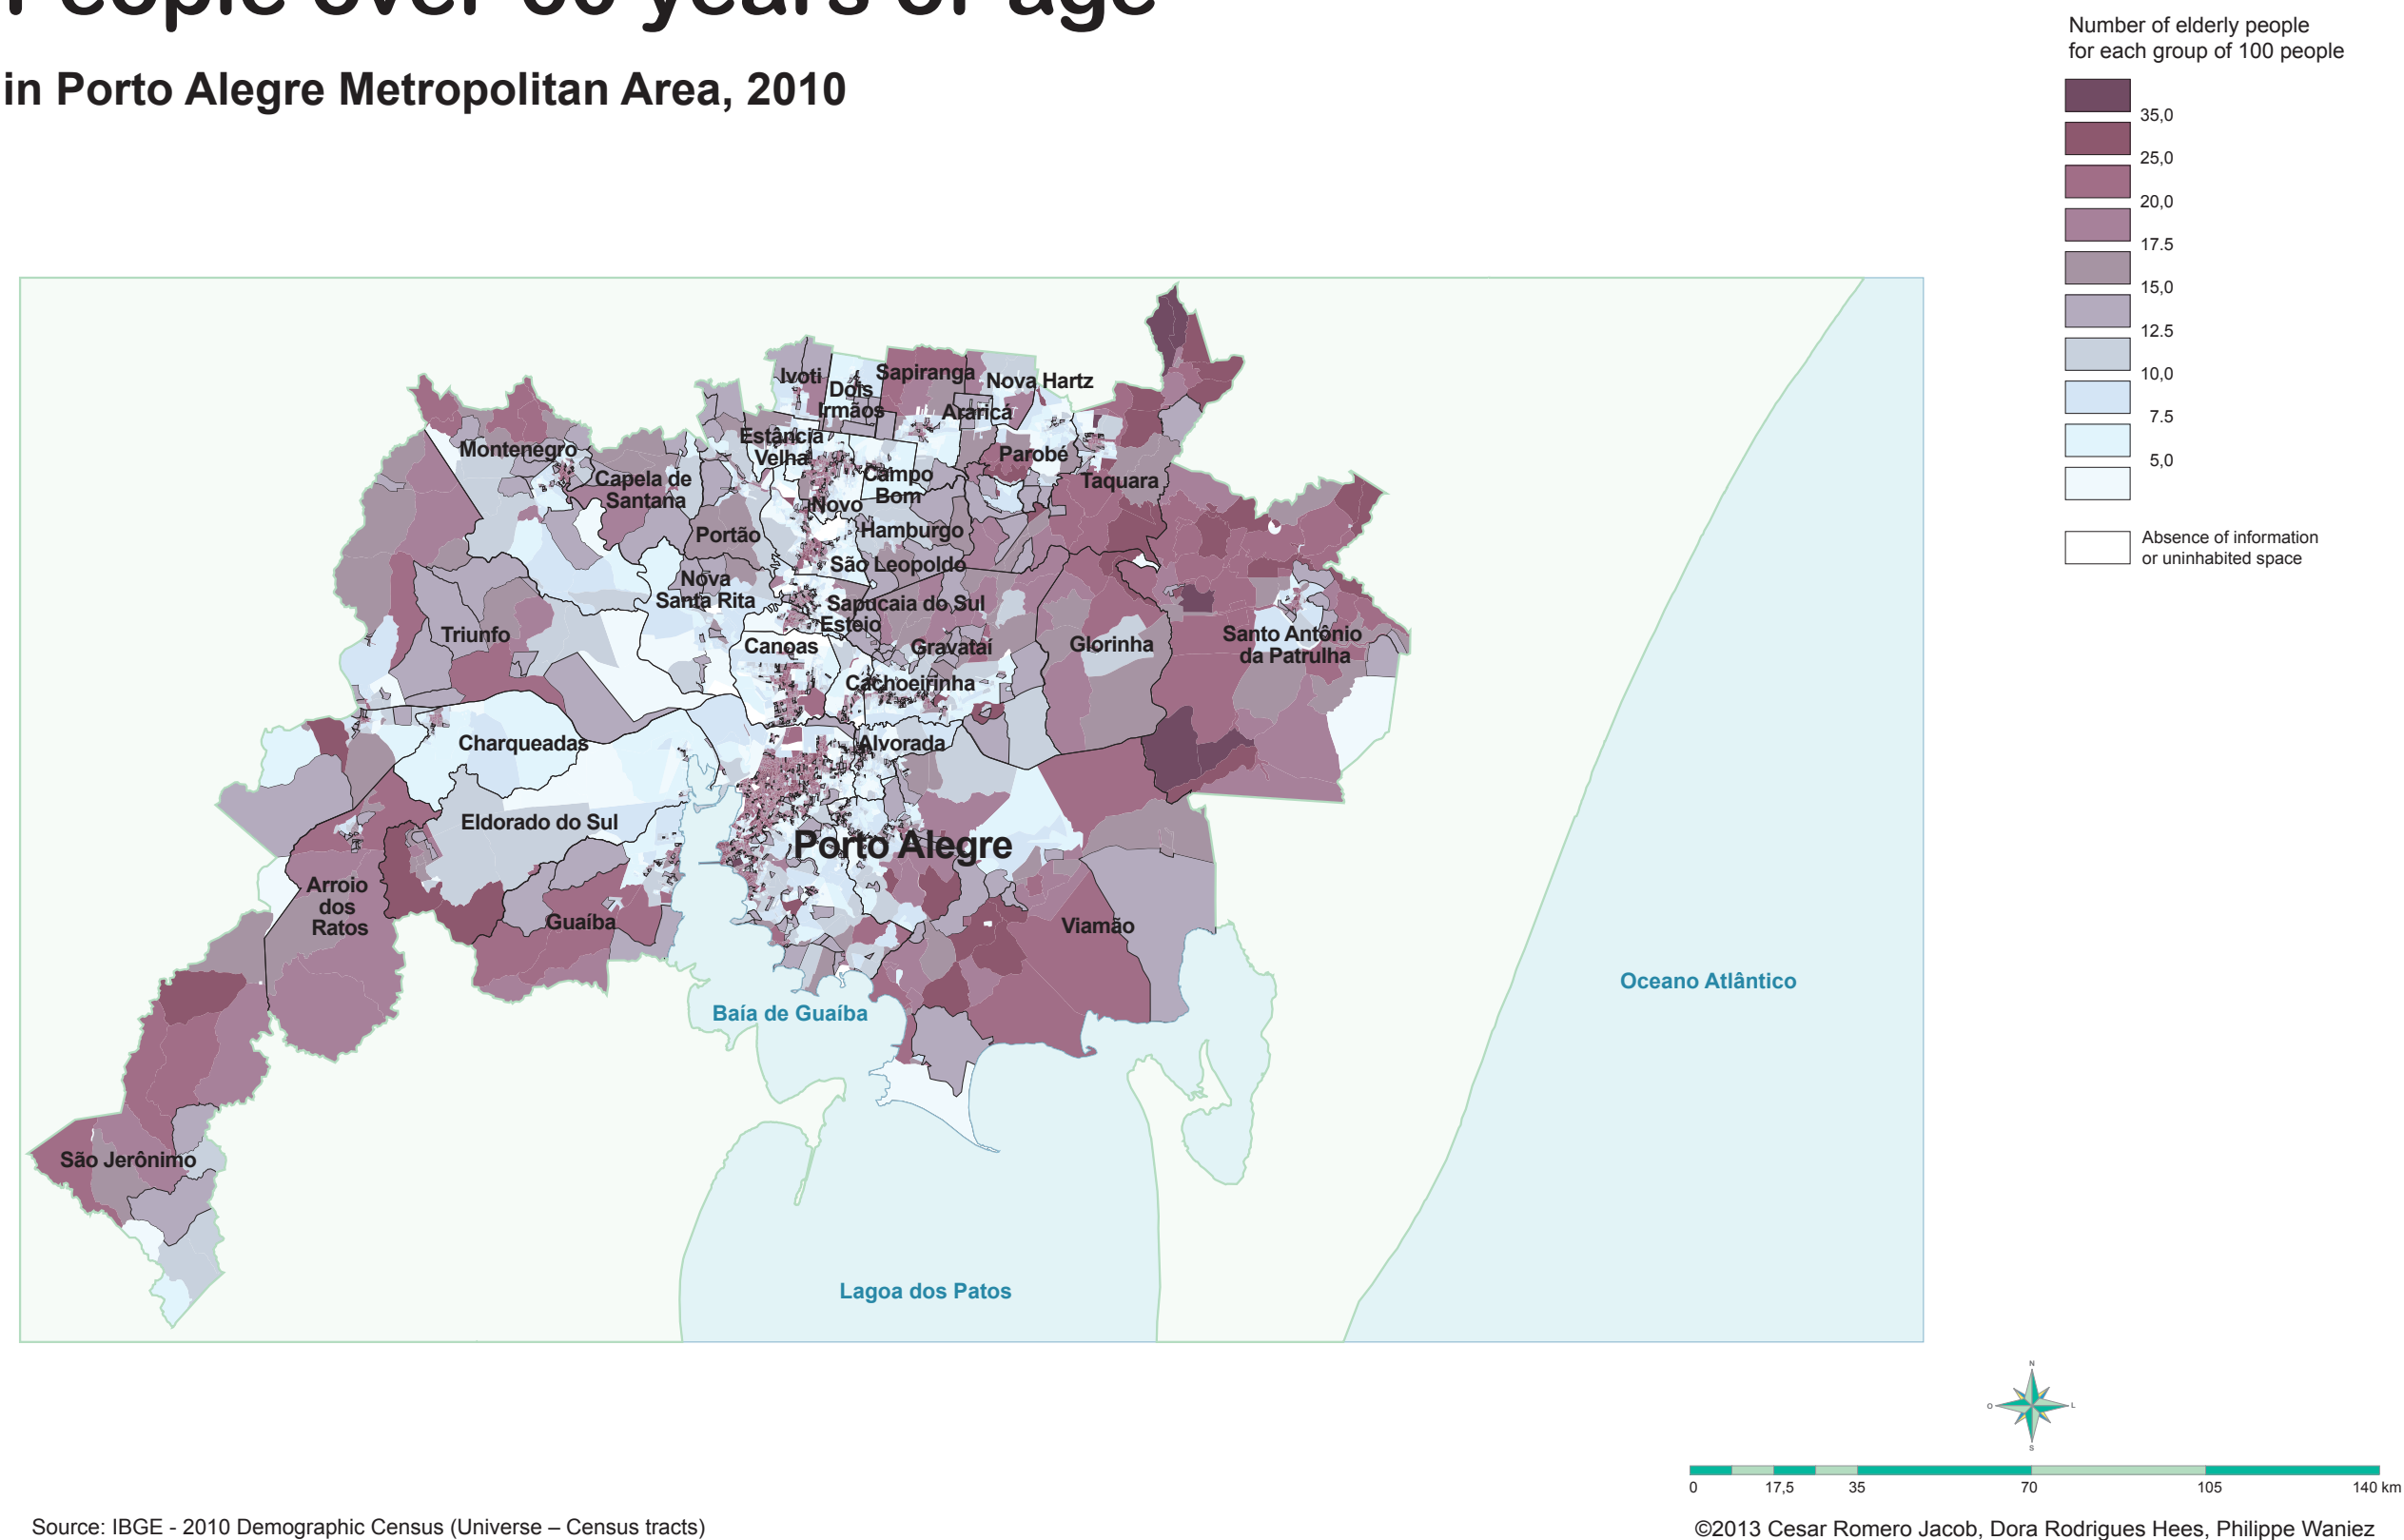 People over 60 years of age
in Porto Alegre Metropolitan Area, 2010
Number of elderly people
for each group of 100 people
35,0
25,0
20,0
17.5
15,0
12.5
10,0
7.5
5,0
Absence of information
or uninhabited space
Ivoti
Dois
Irmãos
Sapiranga
Nova Hartz
Araricá
Estância
Velha
Montenegro
Parobé
Capela de
Santana
Campo
Bom
Taquara
Novo
Hamburgo
Portão
São Leopoldo
Nova
Santa Rita
Sapucaia do Sul
Esteio
Triunfo
Canoas
Gravataí
Glorinha
Santo Antônio
da Patrulha
Cachoeirinha
Charqueadas
Alvorada
Eldorado do Sul
Porto Alegre
Arroio
dos
Ratos
Guaíba
Viamão
Oceano Atlântico
Baía de Guaíba
São Jerônimo
Lagoa dos Patos
N
O
L
S
0 17,5 35 70 105 140 km
Source: IBGE - 2010 Demographic Census (Universe – Census tracts)
©2013 Cesar Romero Jacob, Dora Rodrigues Hees, Philippe Waniez